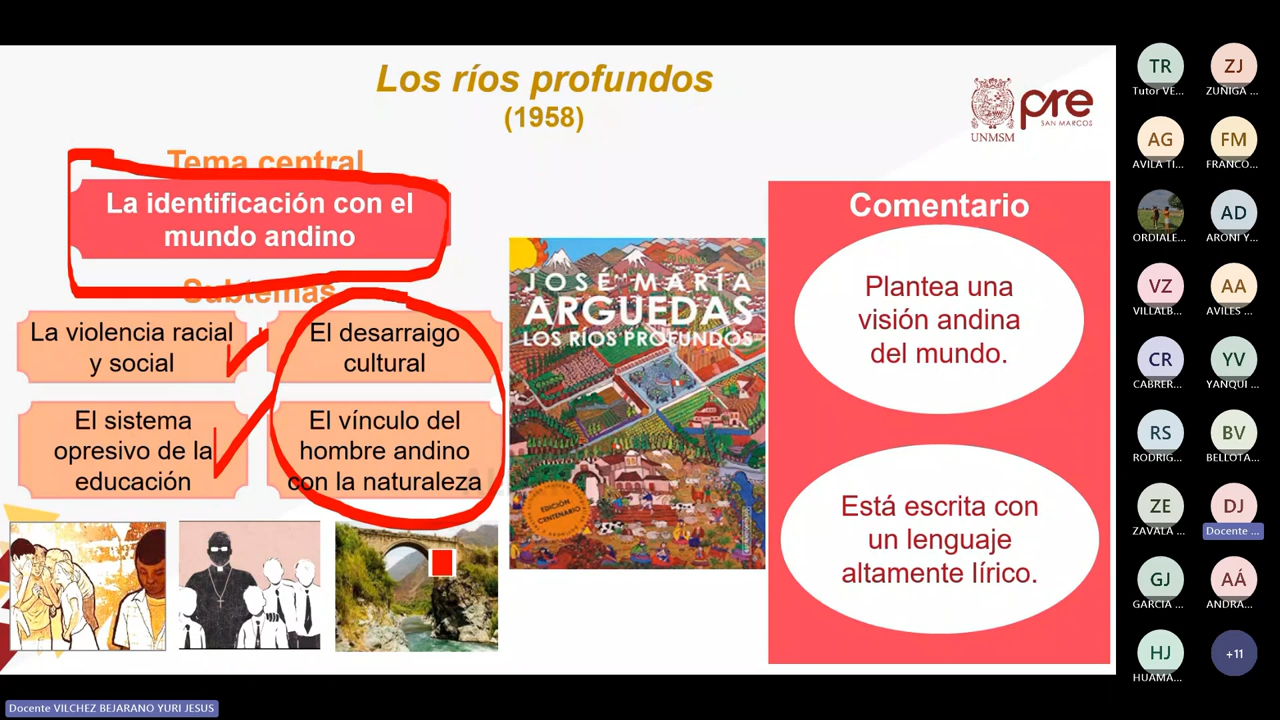 Los ríos profundos
(1958)
UNMSM
pre
SAN MARCOS
Tema central
La identificación con el
mundo andino
Subtemas
La violencia racial
y social
El desarraigo
cultural
El sistema
opresivo de la
educación
El vínculo del
hombre andino
con la naturaleza
JOSÉ MARÍA
ARGUEDAS
LOS RÍOS PROFUNDOS
EDICIÓN
CENTENARIO
Comentario
Plantea una
visión andina
del mundo.
Está escrita con
un lenguaje
altamente lírico.
TR
Tutor VE...
ZJ
ZUÑIGA ...
AG
AVILA TI...
FM
FRANCO...
ORDIALE...
AD
ARONI Y...
VZ
VILLALB...
AA
AVILES ...
CR
CABRER...
YV
YANQUI ...
RS
RODRIG...
BV
BELLOTA...
ZE
ZAVALA ...
DJ
Docente ...
GJ
GARCIA ...
AÁ
ANDRA...
HJ
HUAMA...
+11
Docente VILCHEZ BEJARANO YURI JESUS